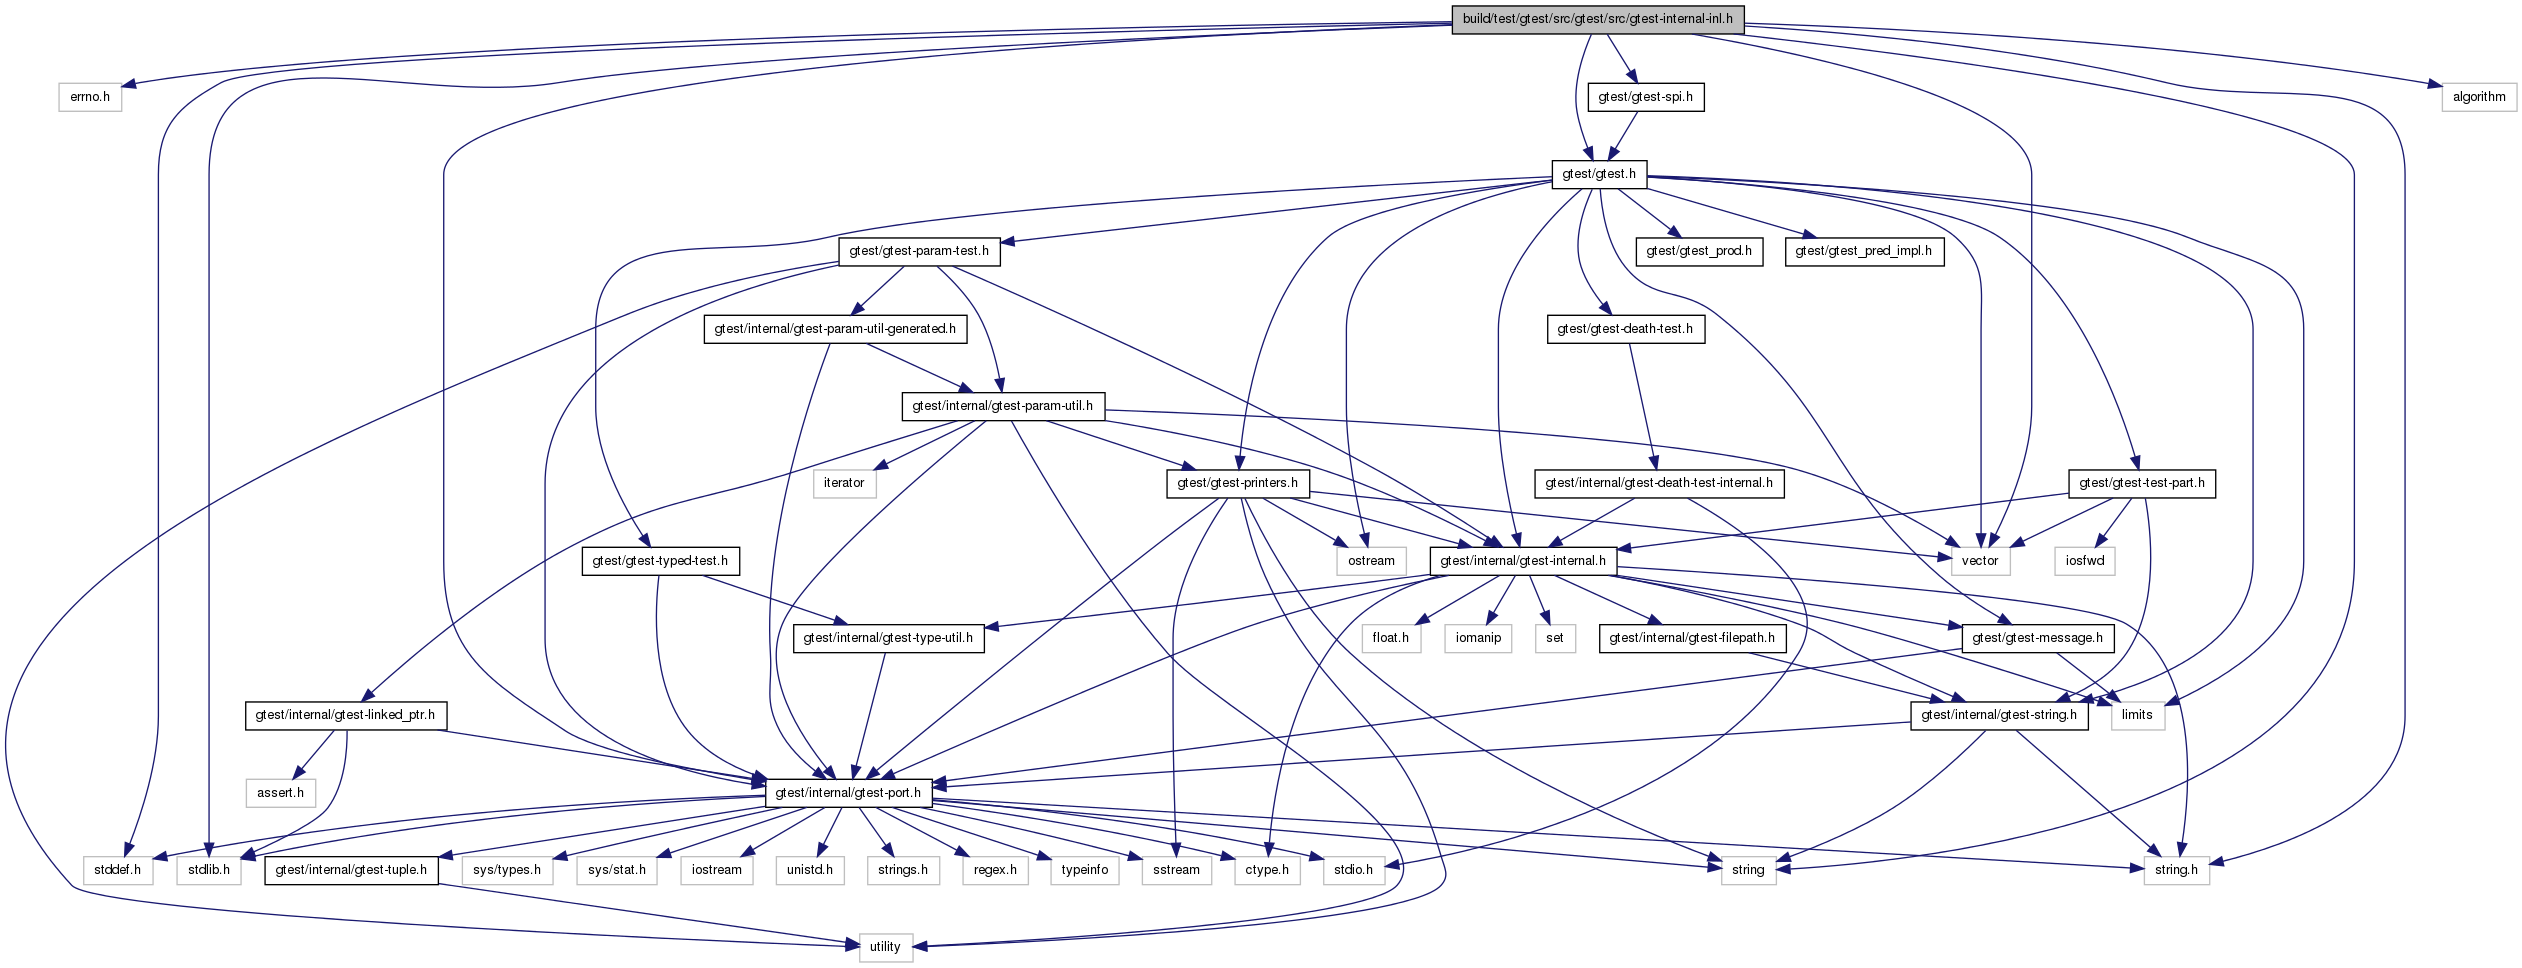 build/test/gtest/src/gtest/src/gtest-internal-inl.h
errno.h
gtest/gtest-spi.h
algorithm
gtest/gtest.h
gtest/gtest-param-test.h
gtest/gtest_prod.h
gtest/gtest_pred_impl.h
gtest/internal/gtest-param-util-generated.h
gtest/gtest-death-test.h
gtest/internal/gtest-param-util.h
iterator
gtest/gtest-printers.h
gtest/internal/gtest-death-test-internal.h
gtest/gtest-test-part.h
gtest/gtest-typed-test.h
ostream
gtest/internal/gtest-internal.h
vector
iosfwd
gtest/internal/gtest-type-util.h
float.h
iomanip
set
gtest/internal/gtest-filepath.h
gtest/gtest-message.h
gtest/internal/gtest-linked_ptr.h
gtest/internal/gtest-string.h
limits
assert.h
gtest/internal/gtest-port.h
stddef.h
stdlib.h
gtest/internal/gtest-tuple.h
sys/types.h
sys/stat.h
iostream
unistd.h
strings.h
regex.h
typeinfo
sstream
ctype.h
stdio.h
string
string.h
utility